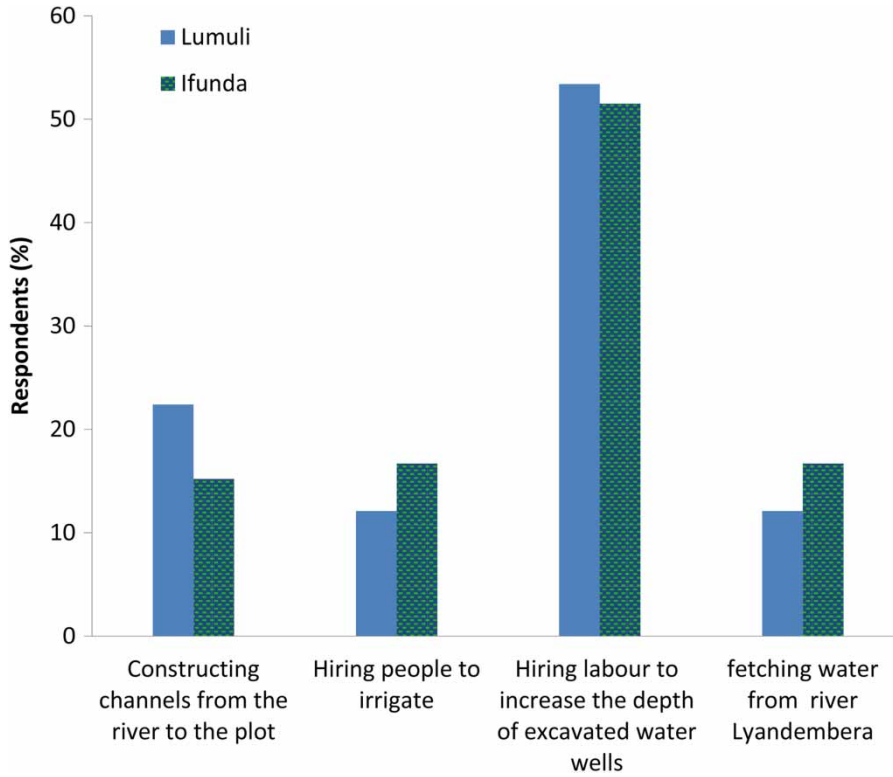 60
50
40
30
20
10
0
Respondents (%)
Lumuli
Ifunda
Constructing
channels from the
river to the plot
Hiring people to
irrigate
Hiring labour to
increase the depth
of excavated water
wells
fetching water
from river
Lyandembera